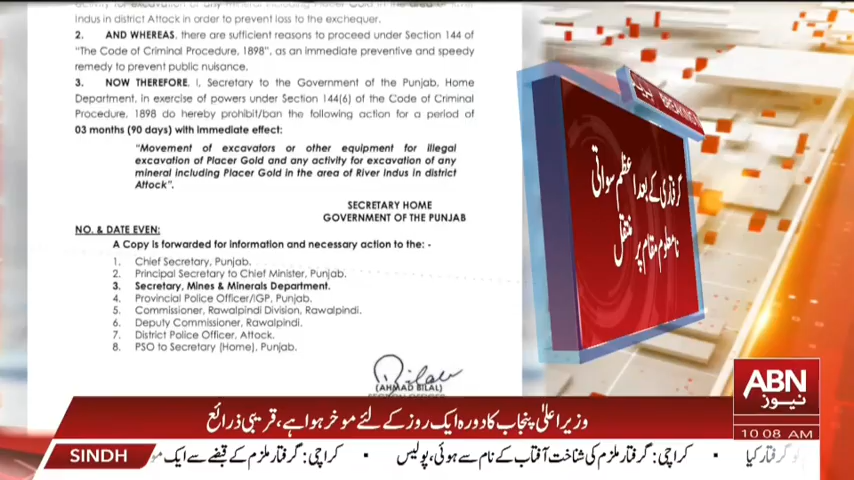 activity for excavation of any mineral including Placer Gold in the area of River
Indus in district Attock in order to prevent loss to the exchequer.
2. AND WHEREAS, there are sufficient reasons to proceed under Section 144 of
"The Code of Criminal Procedure, 1898", as an immediate preventive and speedy
remedy to prevent public nuisance.
3. NOW THEREFORE, I, Secretary to the Government of the Punjab, Home
Department, in exercise of powers under Section 144(6) of the Code of Criminal
Procedure, 1898 do hereby prohibit/ban the following action for a period of
03 months (90 days) with immediate effect:
"Movement of excavators or other equipment for illegal
excavation of Placer Gold and any activity for excavation of any
mineral including Placer Gold in the area of River Indus in district
Attock".
SECRETARY HOME
GOVERNMENT OF THE PUNJAB
NO. & DATE EVEN:
A Copy is forwarded for information and necessary action to the: -
1. Chief Secretary, Punjab.
2. Principal Secretary to Chief Minister, Punjab.
3. Secretary, Mines & Minerals Department.
4. Provincial Police Officer/IGP, Punjab.
5. Commissioner, Rawalpindi Division, Rawalpindi.
6. Deputy Commissioner, Rawalpindi.
7. District Police Officer, Attock.
8. PSO to Secretary (Home), Punjab.
(AHMAD BILAL)
BREAKING
گرفتاری کے بعد اعظم سواتی
نامعلوم مقام پر منتقل
ABN
نیوز
10:08 AM
وزیراعلیٰ پنجاب کا دورہ ایک روز کے لئے موخر ہوا ہے، قریبی ذرائع
SINDH
لو گرفتار کیا • کراچی: گرفتار ملزم کی شناخت آفتاب کے نام سے ہوئی، پولیس • کراچی: گرفتار ملزم کے قبضے سے ایک مو